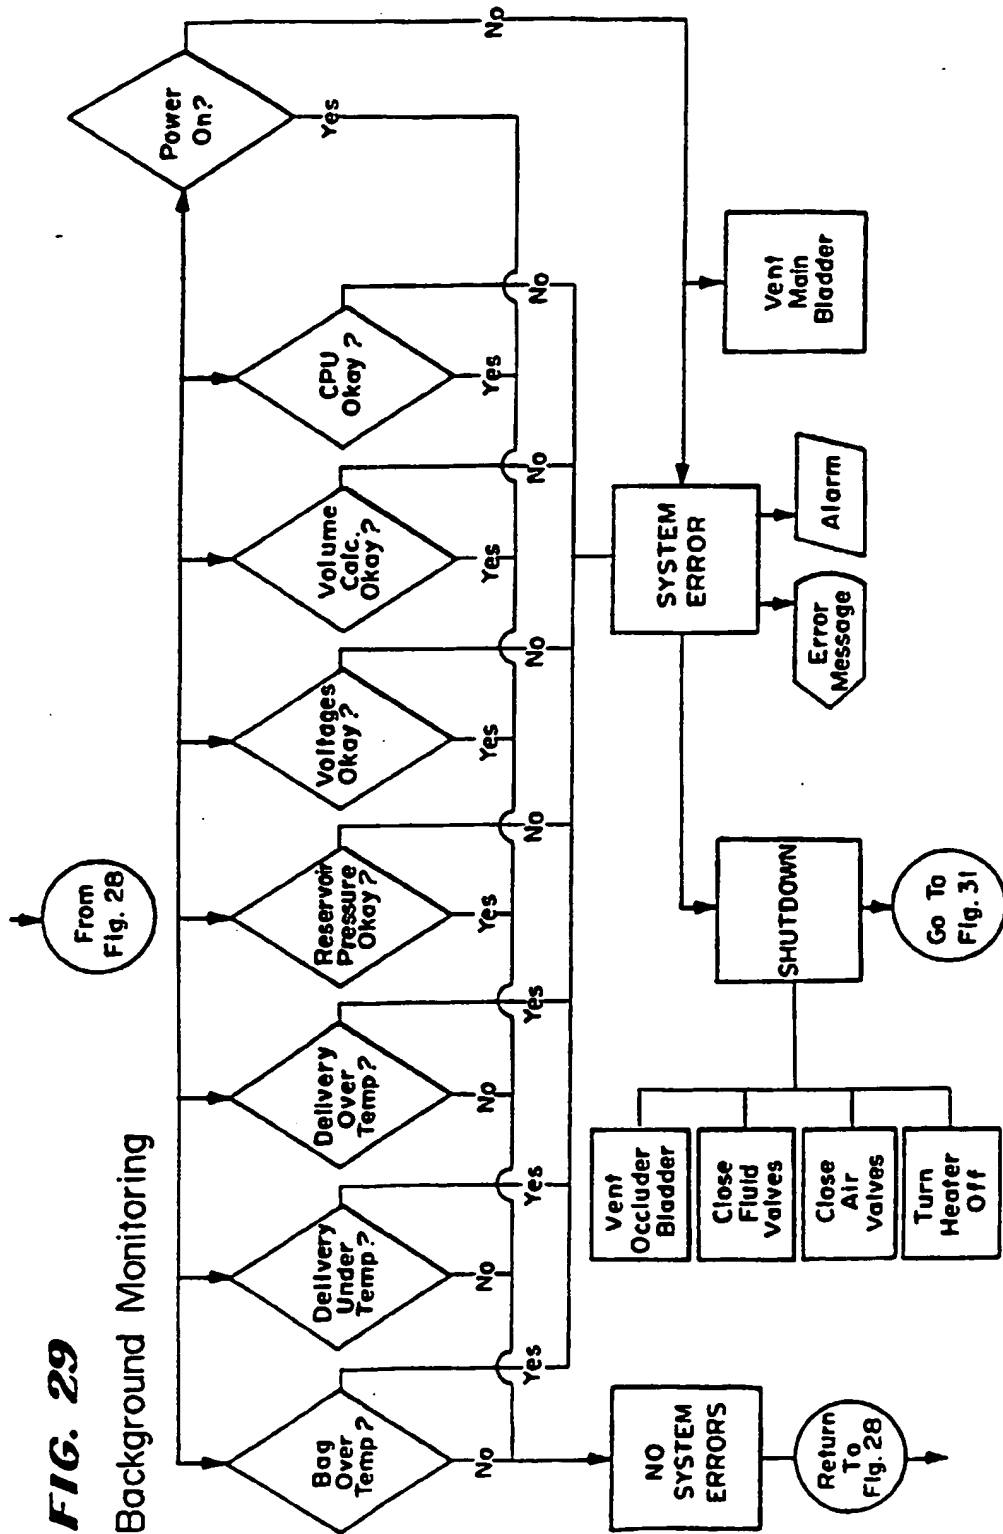 FIG. 29
Background Monitoring
From
Fig. 28
Bag
Over
Temp?
Delivery
Under
Temp?
Delivery
Over
Temp?
Reservoir
Pressure
Okay?
Voltages
Okay?
Volume
Calc.
Okay?
CPU
Okay?
Power
On?
No
Yes
No
Yes
No
Yes
Yes
No
Yes
No
Yes
No
Yes
No
Yes
No
NO
SYSTEM
ERRORS
Return
To
Fig. 28
SYSTEM
ERROR
Error
Message
Alarm
Vent
Main
Bladder
SHUTDOWN
Go To
Fig. 31
Vent
Occluder
Bladder
Close
Fluid
Valves
Close
Air
Valves
Turn
Heater
Off